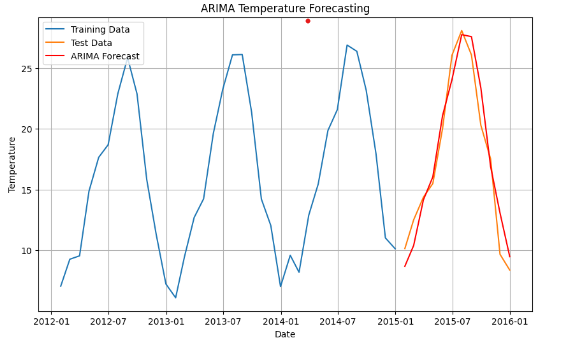 ARIMA Temperature Forecasting
Training Data
Test Data
ARIMA Forecast
25
20
15
10
Temperature
2012-01 2012-07 2013-01 2013-07 2014-01 2014-07 2015-01 2015-07 2016-01
Date